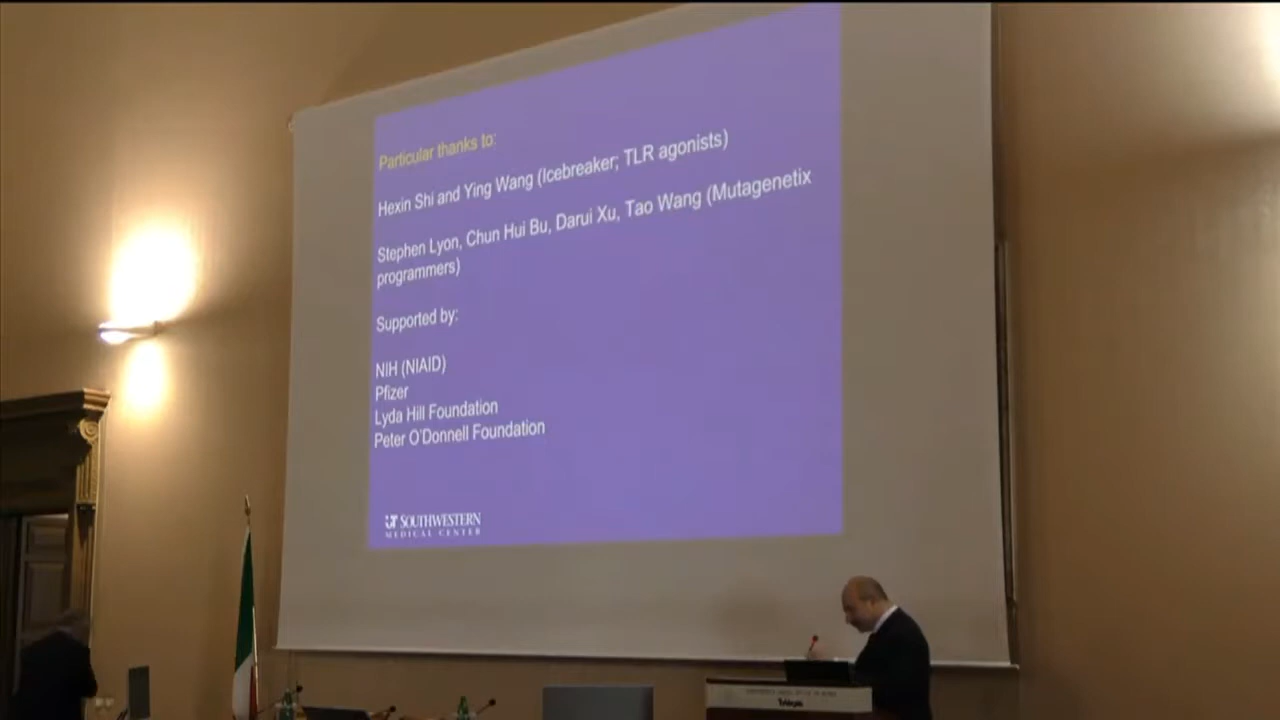 Particular thanks to:
Hexin Shi and Ying Wang (Icebreaker; TLR agonists)
Stephen Lyon, Chun Hui Bu, Darui Xu, Tao Wang (Mutagenetix
programmers)
Supported by:
NIH (NIAID)
Pfizer
Lyda Hill Foundation
Peter O'Donnell Foundation
UT SOUTHWESTERN
MEDICAL CENTER